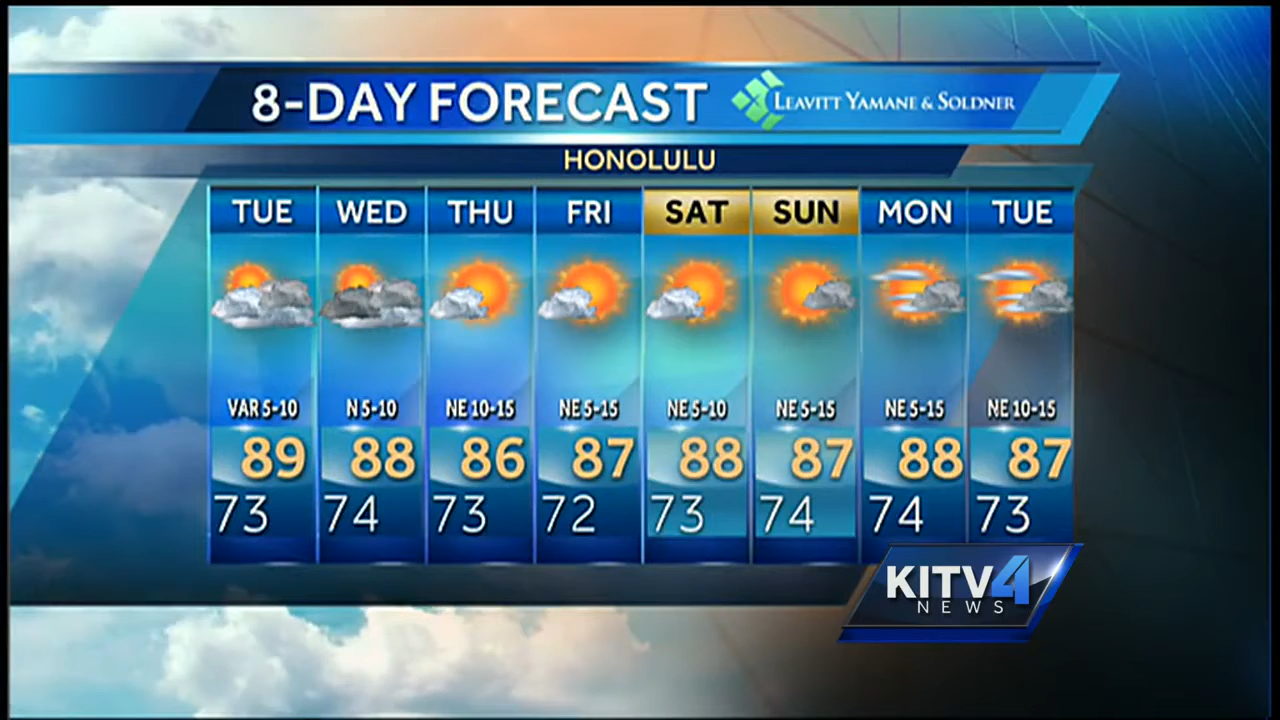 8-DAY FORECAST
LEAVITT YAMANE & SOLDNER
HONOLULU
TUE WED THU FRI SAT SUN MON TUE
VAR 5-10 N 5-10 NE 10-15 NE 5-15 NE 5-10 NE 5-15 NE 5-15 NE 10-15
89 88 86 87 88 87 88 87
73 74 73 72 73 74 74 73
KITV4
NEWS